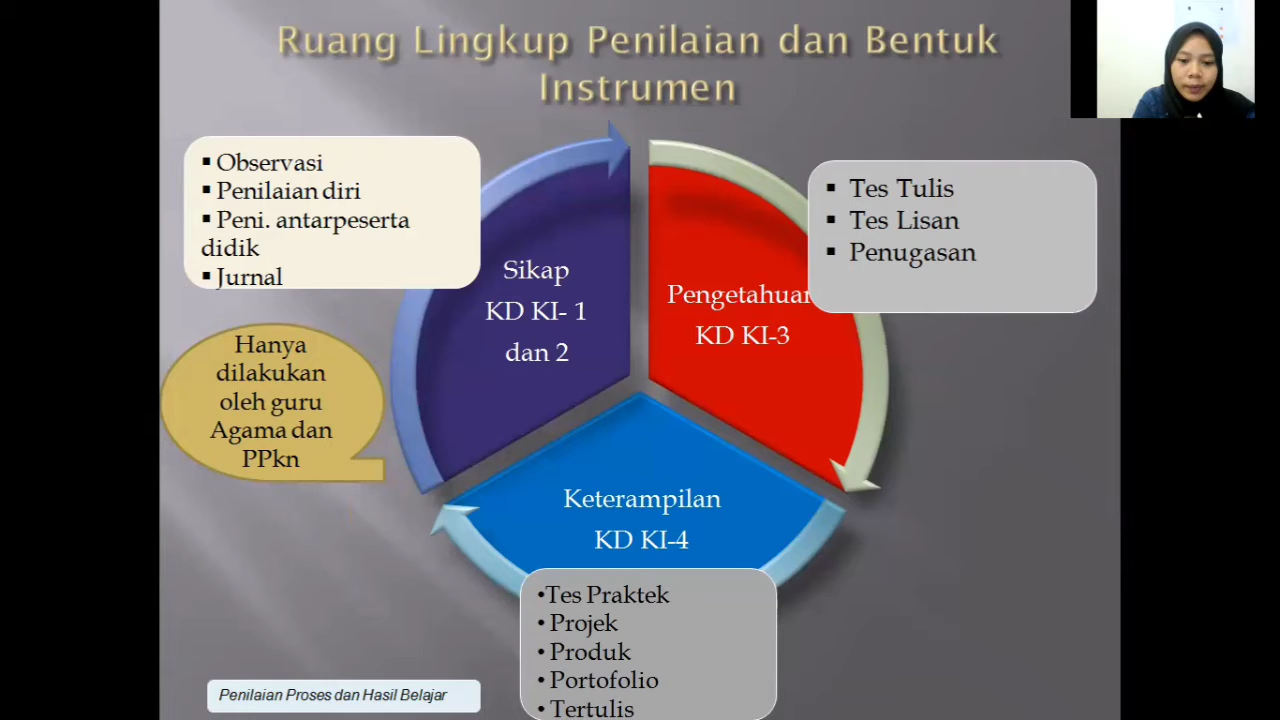 Ruang Lingkup Penilaian dan Bentuk
Instrumen
▪ Observasi
▪ Penilaian diri
▪ Peni. antarpeserta
didik
▪ Jurnal
▪ Tes Tulis
▪ Tes Lisan
▪ Penugasan
Sikap
KD KI- 1
dan 2
Pengetahuan
KD KI-3
Hanya
dilakukan
oleh guru
Agama dan
PPkn
Keterampilan
KD KI-4
•Tes Praktek
• Projek
• Produk
• Portofolio
• Tertulis
Penilaian Proses dan Hasil Belajar